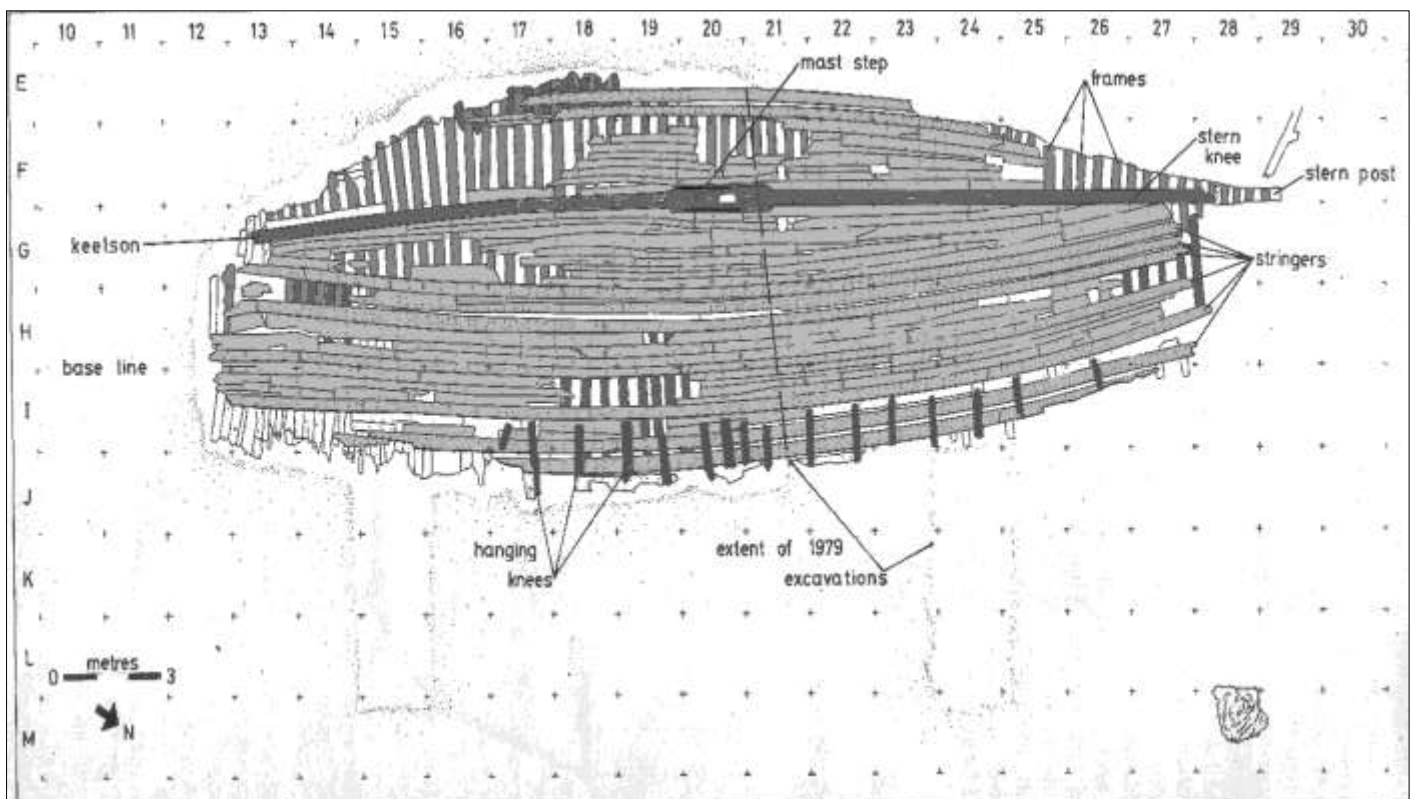 10 11 12 13 14 15 16 17 18 19 20 21 22 23 24 25 26 27 28 29 30
E
mast step
frames
stern
knee
F
stern post
keelson
G
stringers
H
base line
I
J
hanging
knees
extent of 1979
excavations
K
L
metres
0 3
N
M